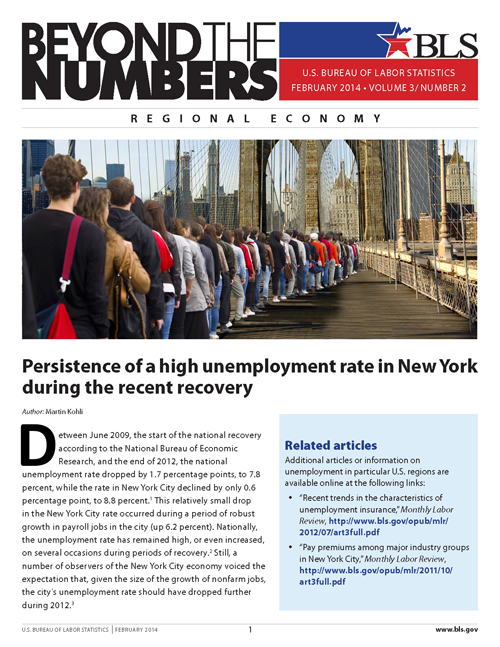 BEYOND THE
NUMBERS
BLS
U.S. BUREAU OF LABOR STATISTICS
FEBRUARY 2014 • VOLUME 3/ NUMBER 2
REGIONAL ECONOMY
Persistence of a high unemployment rate in New York
during the recent recovery
Author: Martin Kohli
Detween June 2009, the start of the national recovery
according to the National Bureau of Economic
Research, and the end of 2012, the national
unemployment rate dropped by 1.7 percentage points, to 7.8
percent, while the rate in New York City declined by only 0.6
percentage point, to 8.8 percent.1 This relatively small drop
in the New York City rate occurred during a period of robust
growth in payroll jobs in the city (up 6.2 percent). Nationally,
the unemployment rate has remained high, or even increased,
on several occasions during periods of recovery.2 Still, a
number of observers of the New York City economy voiced the
expectation that, given the size of the growth of nonfarm jobs,
the city's unemployment rate should have dropped further
during 2012.3
Related articles
Additional articles or information on
unemployment in particular U.S. regions are
available online at the following links:
• "Recent trends in the characteristics of
unemployment insurance," Monthly Labor
Review, http://www.bls.gov/opub/mlr/
2012/07/art3full.pdf
• "Pay premiums among major industry groups
in New York City," Monthly Labor Review,
http://www.bls.gov/opub/mlr/2011/10/
art3full.pdf
U.S. BUREAU OF LABOR STATISTICS | FEBRUARY 2014
1
www.bls.gov